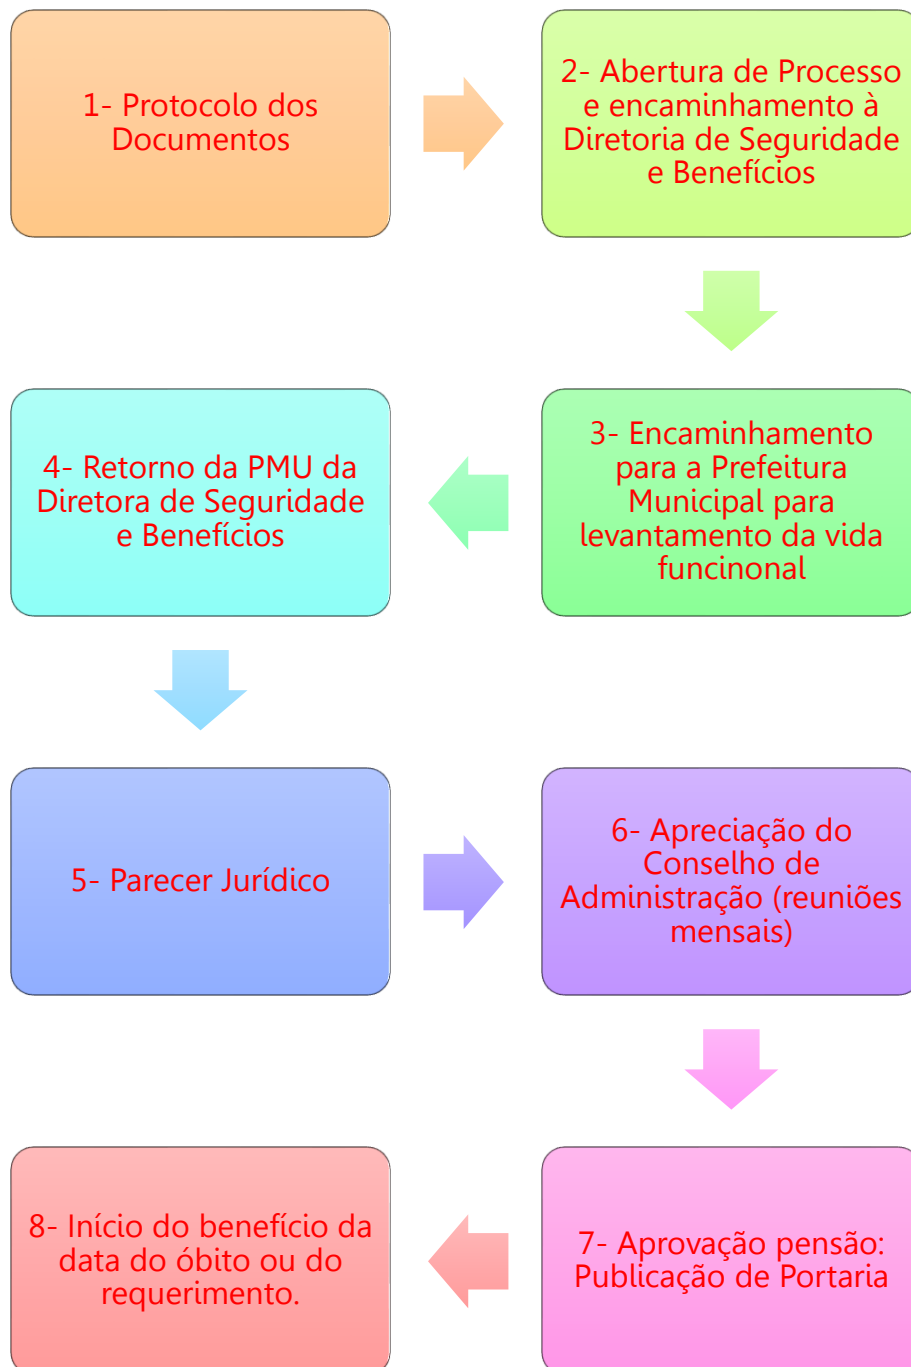 1- Protocolo dos
Documentos
2- Abertura de Processo
e encaminhamento à
Diretoria de Seguridade
e Benefícios
3- Encaminhamento
para a Prefeitura
Municipal para
levantamento da vida
funcinonal
4- Retorno da PMU da
Diretora de Seguridade
e Benefícios
5- Parecer Jurídico
6- Apreciação do
Conselho de
Administração (reuniões
mensais)
7- Aprovação pensão:
Publicação de Portaria
8- Início do benefício da
data do óbito ou do
requerimento.